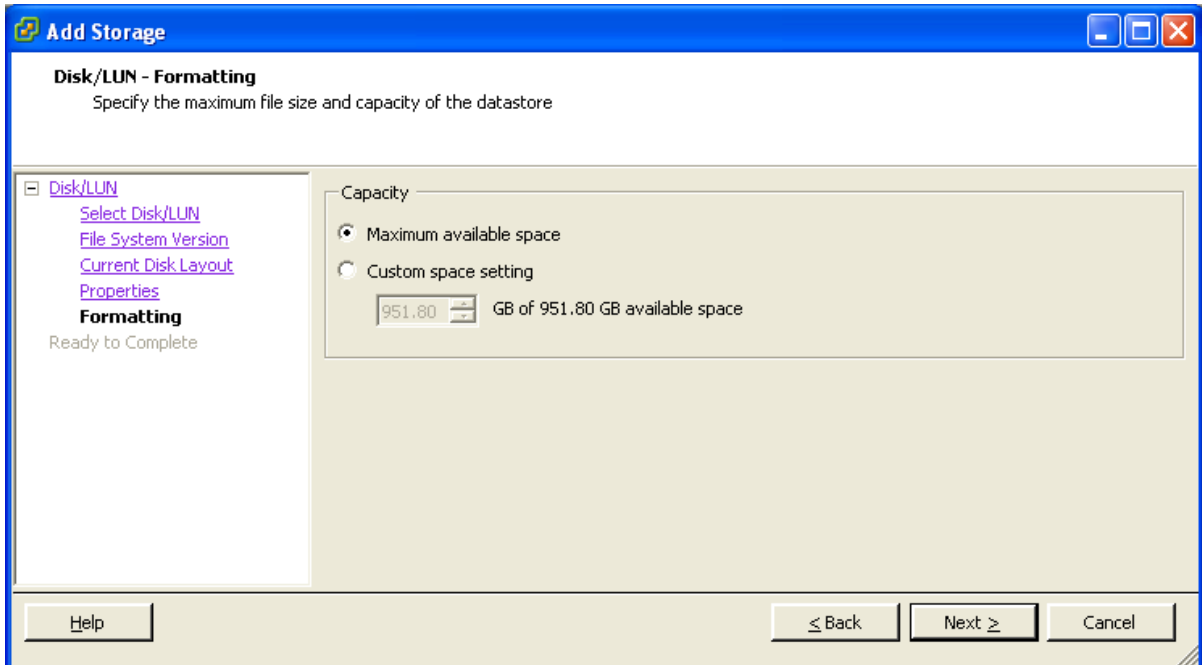 Add Storage
Disk/LUN - Formatting
Specify the maximum file size and capacity of the datastore
Disk/LUN
Select Disk/LUN
File System Version
Current Disk Layout
Properties
Formatting
Ready to Complete
Capacity
Maximum available space
Custom space setting
951.80 GB of 951.80 GB available space
Help
< Back
Next >
Cancel